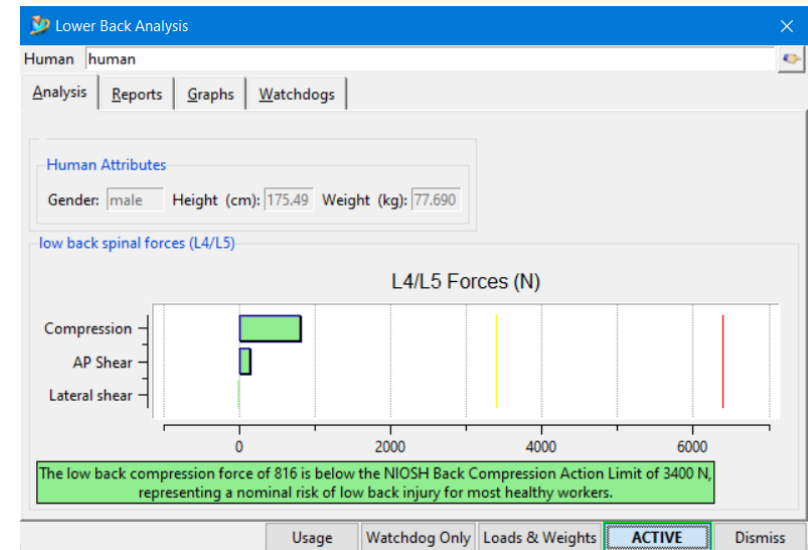 Lower Back Analysis
Human human
Analysis Reports Graphs Watchdogs
Human Attributes
Gender: male Height (cm): 175.49 Weight (kg): 77.690
low back spinal forces (L4/L5)
L4/L5 Forces (N)
Compression
AP Shear
Lateral shear
0 2000 4000 6000
The low back compression force of 816 is below the NIOSH Back Compression Action Limit of 3400 N,
representing a nominal risk of low back injury for most healthy workers.
Usage Watchdog Only Loads & Weights ACTIVE Dismiss